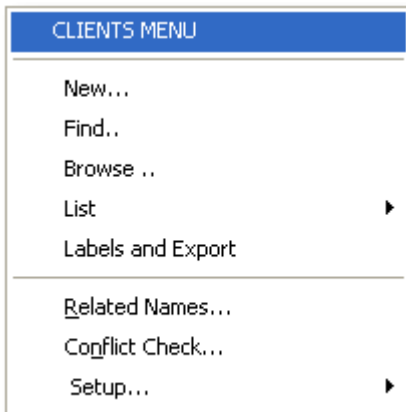 CLIENTS MENU
New...
Find..
Browse ..
List
Labels and Export
Related Names...
Conflict Check...
Setup...